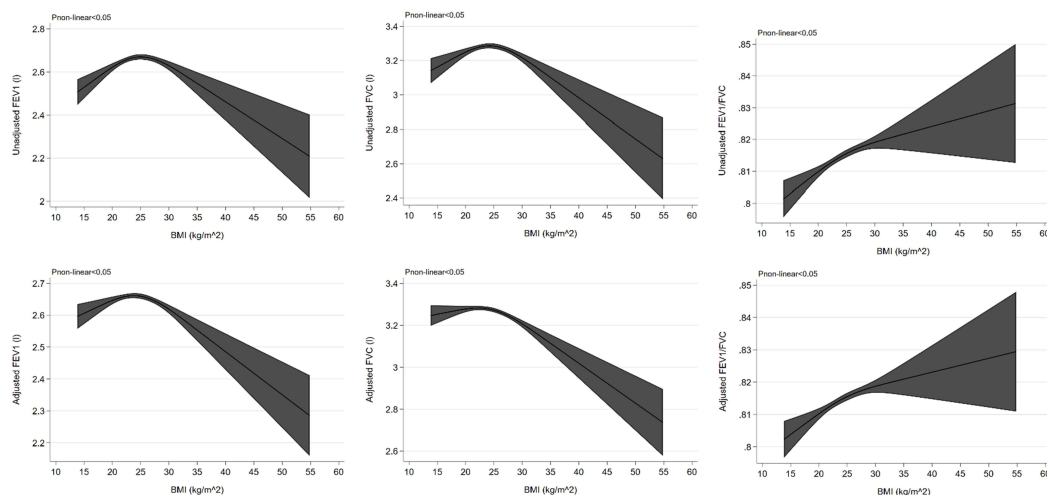 Pnon-linear<0.05
Unadjusted FEV1 (l)
2.8
2.6
2.4
2.2
2
10 15 20 25 30 35 40 45 50 55 60
BMI (kg/m^2)
Pnon-linear<0.05
Unadjusted FVC (l)
3.4
3.2
3
2.8
2.6
2.4
10 15 20 25 30 35 40 45 50 55 60
BMI (kg/m^2)
Pnon-linear<0.05
Unadjusted FEV1/FVC
.85
.84
.83
.82
.81
.8
10 15 20 25 30 35 40 45 50 55 60
BMI (kg/m^2)
Pnon-linear<0.05
Adjusted FEV1 (l)
2.7
2.6
2.5
2.4
2.3
2.2
10 15 20 25 30 35 40 45 50 55 60
BMI (kg/m^2)
Pnon-linear<0.05
Adjusted FVC (l)
3.4
3.2
3
2.8
2.6
10 15 20 25 30 35 40 45 50 55 60
BMI (kg/m^2)
Pnon-linear<0.05
Adjusted FEV1/FVC
.85
.84
.83
.82
.81
.8
10 15 20 25 30 35 40 45 50 55 60
BMI (kg/m^2)